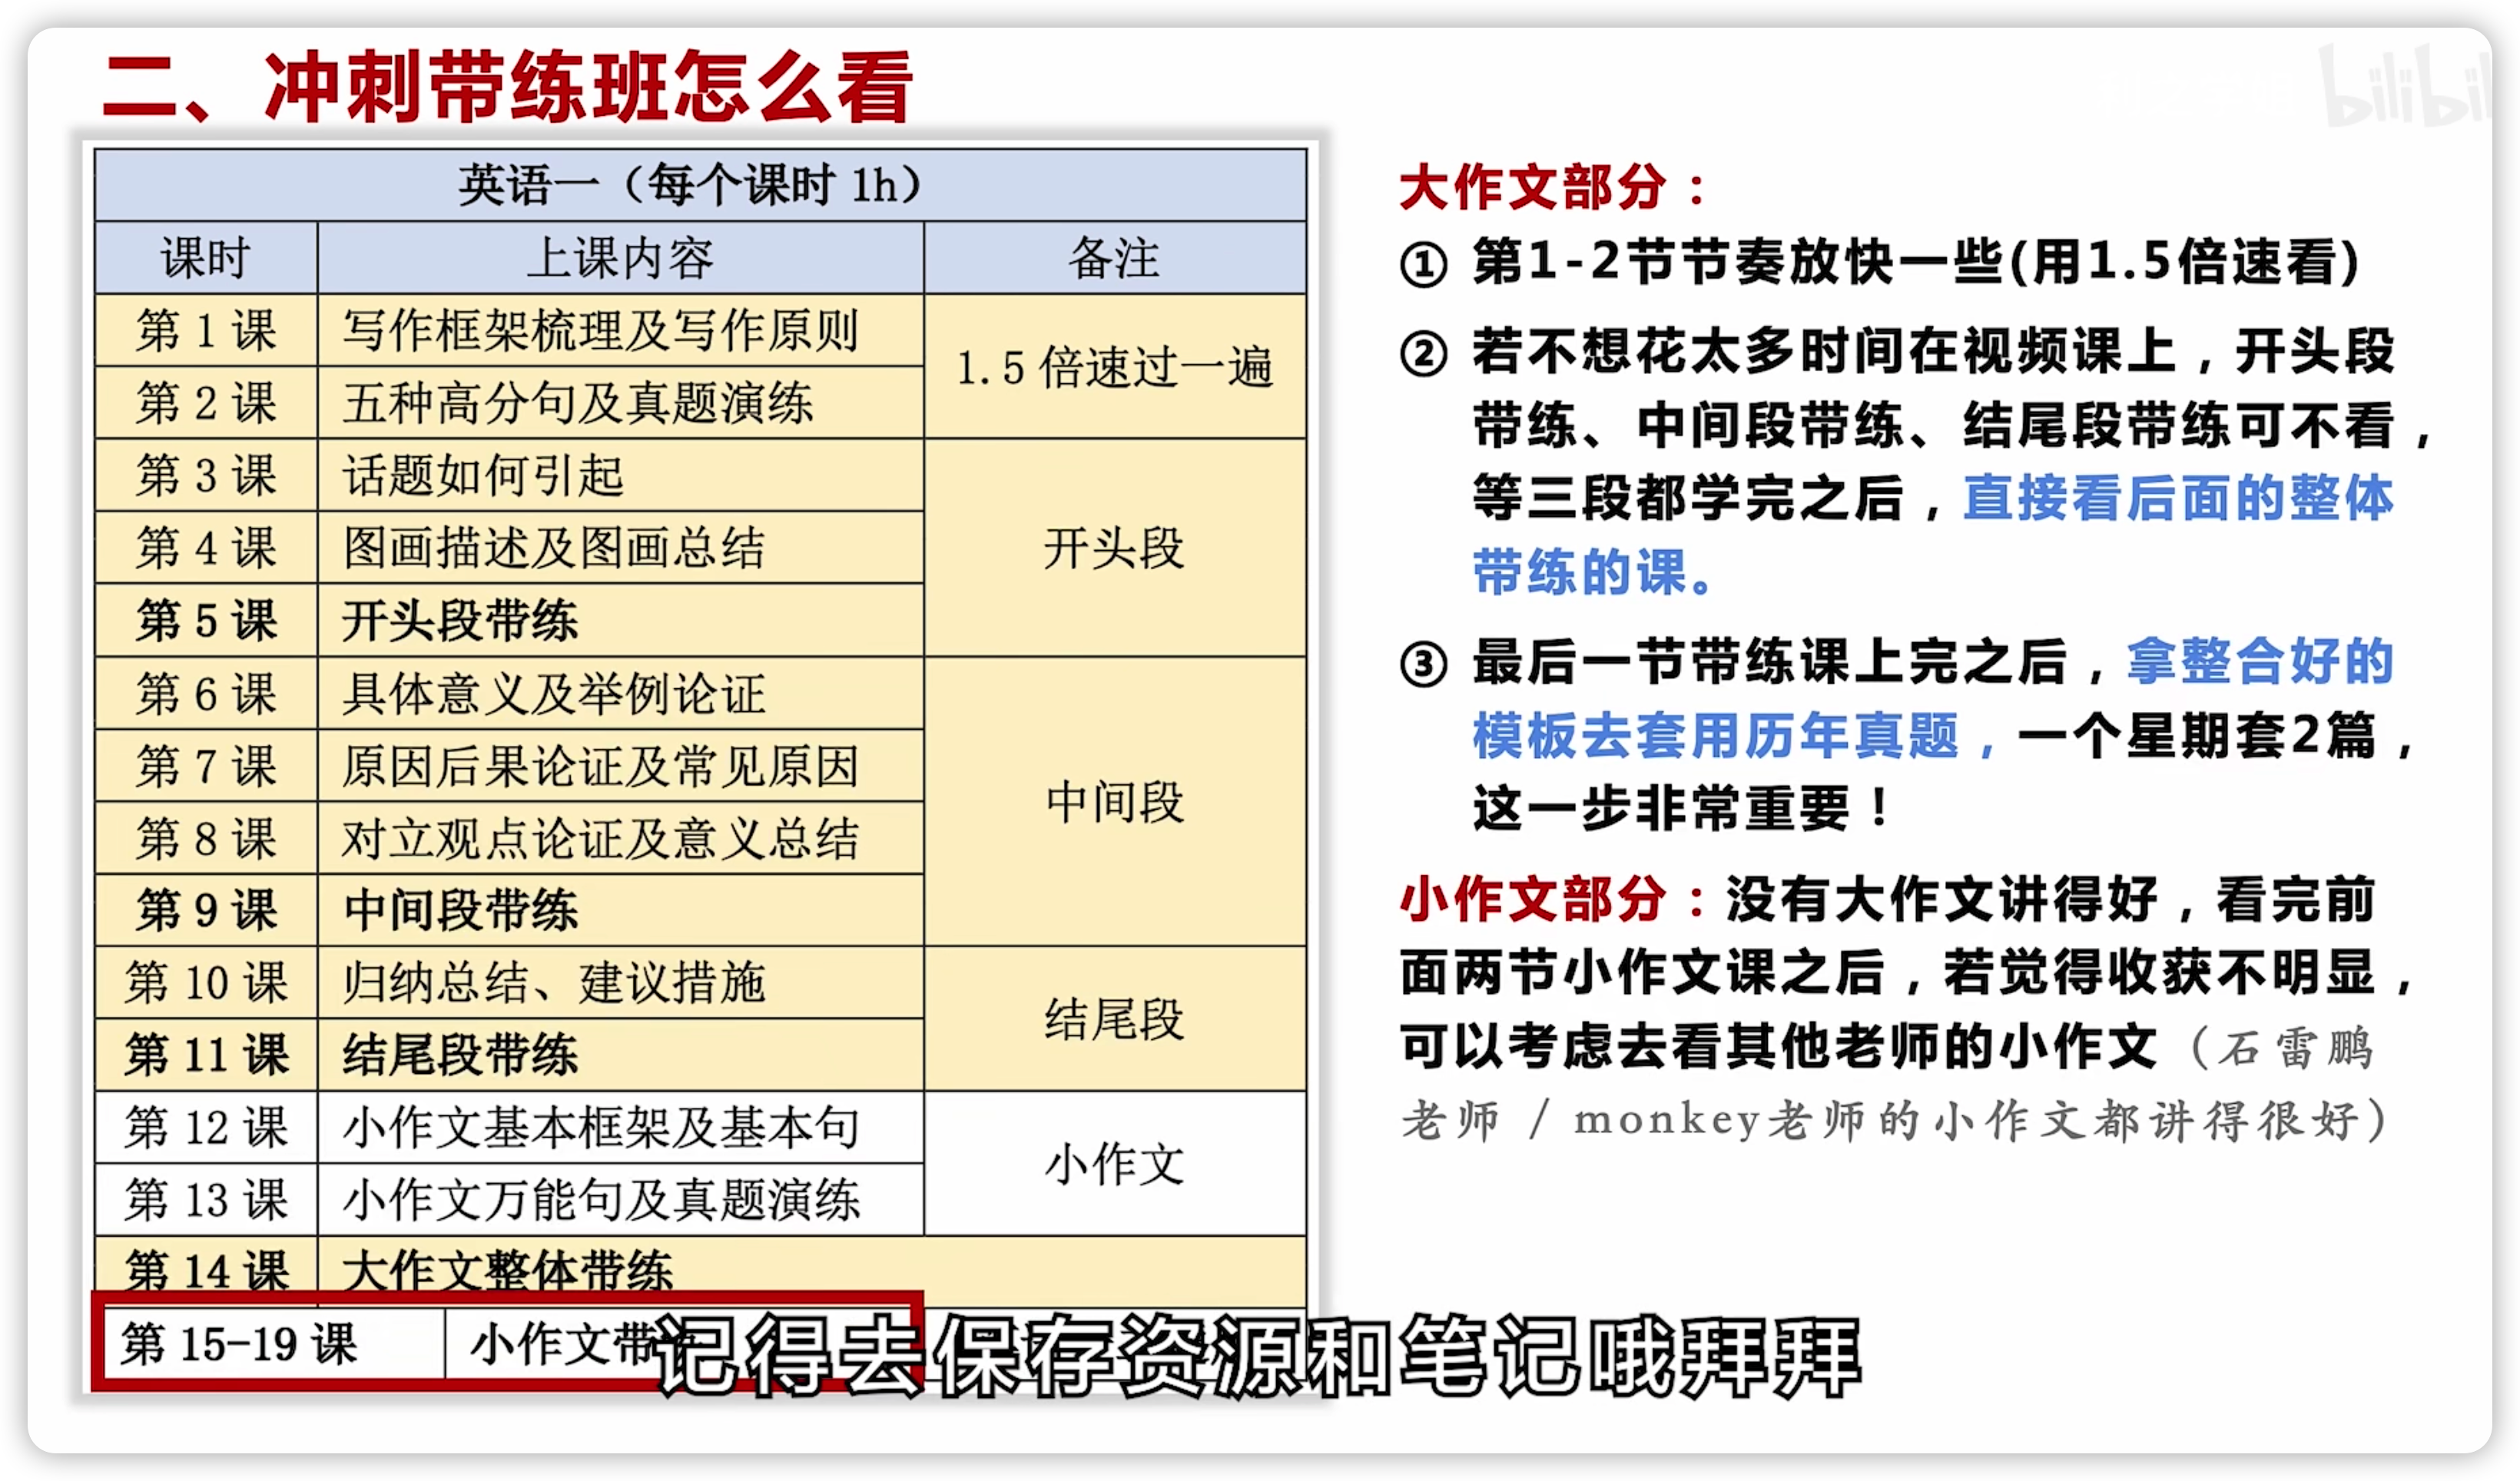 二、冲刺带练班怎么看
bilibil
英语一（每个课时 1h）
课时 上课内容 备注
第 1 课 写作框架梳理及写作原则
1.5 倍速过一遍
第 2 课 五种高分句及真题演练
第 3 课 话题如何引起
第 4 课 图画描述及图画总结
开头段
第 5 课 开头段带练
第 6 课 具体意义及举例论证
第 7 课 原因后果论证及常见原因
中间段
第 8 课 对立观点论证及意义总结
第 9 课 中间段带练
第 10 课 归纳总结、建议措施
结尾段
第 11 课 结尾段带练
第 12 课 小作文基本框架及基本句
小作文
第 13 课 小作文万能句及真题演练
第 14 课 大作文整体带练
第 15-19 课 小作文带
大作文部分：
① 第1-2节节奏放快一些(用1.5倍速看)
② 若不想花太多时间在视频课上，开头段
带练、中间段带练、结尾段带练可不看，
等三段都学完之后，直接看后面的整体
带练的课。
③ 最后一节带练课上完之后，拿整合好的
模板去套用历年真题，一个星期套2篇，
这一步非常重要！
小作文部分：没有大作文讲得好，看完前
面两节小作文课之后，若觉得收获不明显，
可以考虑去看其他老师的小作文（石雷鹏
老师 / monkey老师的小作文都讲得很好）
记得去保存资源和笔记哦拜拜